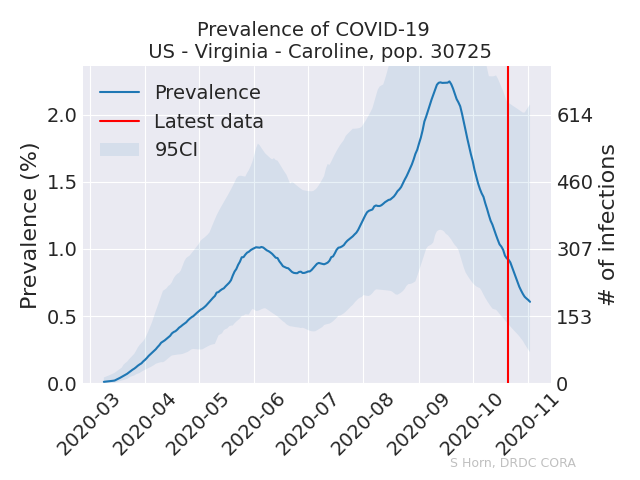 Prevalence of COVID-19
US - Virginia - Caroline, pop. 30725
Prevalence
Latest data
95CI
Prevalence (%)
2.0
1.5
1.0
0.5
0.0
# of infections
614
460
307
153
0
2020-03
2020-04
2020-05
2020-06
2020-07
2020-08
2020-09
2020-10
2020-11
S Horn, DRDC CORA